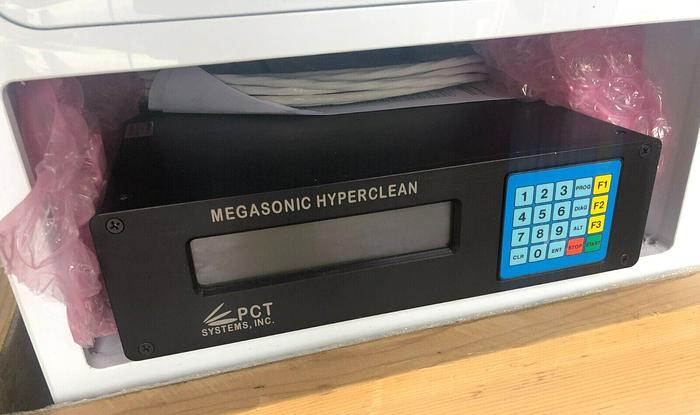 MEGASONIC HYPERCLEAN
PCT
SYSTEMS, INC.
1 2 3 PROG F1
4 5 6 DIAG F2
7 8 9 ALT F3
CLR 0 ENT STOP START